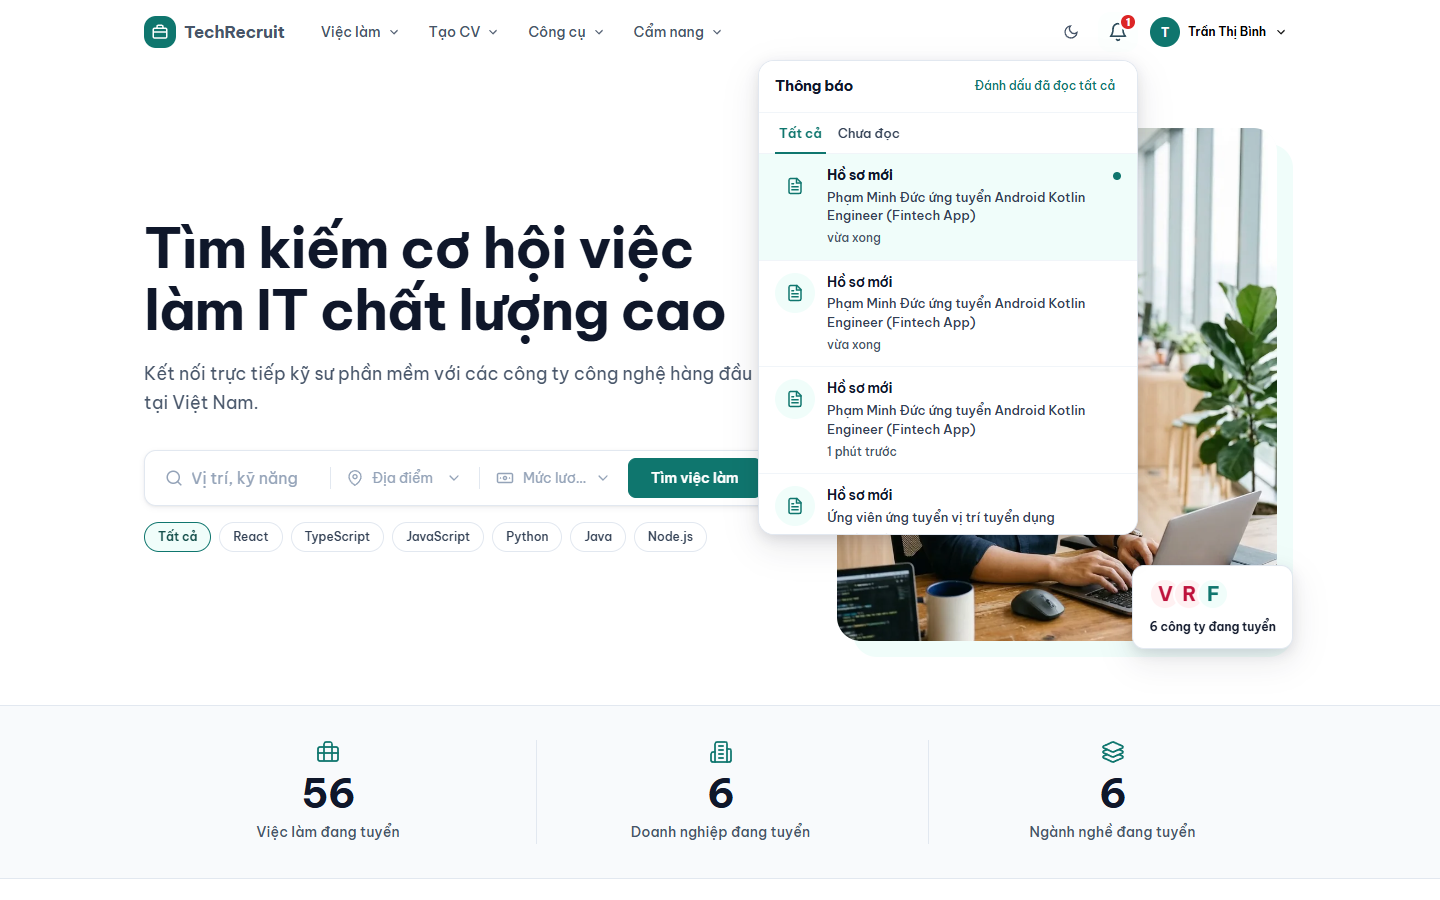 TechRecruit
Việc làm
Tạo CV
Công cụ
Cẩm nang
1
T
Trần Thị Bình
Thông báo
Đánh dấu đã đọc tất cả
Tất cả
Chưa đọc
Hồ sơ mới
Phạm Minh Đức ứng tuyển Android Kotlin
Engineer (Fintech App)
vừa xong
Hồ sơ mới
Phạm Minh Đức ứng tuyển Android Kotlin
Engineer (Fintech App)
vừa xong
Hồ sơ mới
Phạm Minh Đức ứng tuyển Android Kotlin
Engineer (Fintech App)
1 phút trước
Hồ sơ mới
Ứng viên ứng tuyển vị trí tuyển dụng
Tìm kiếm cơ hội việc
làm IT chất lượng cao
Kết nối trực tiếp kỹ sư phần mềm với các công ty công nghệ hàng đầu
tại Việt Nam.
Vị trí, kỹ năng
Địa điểm
Mức lươ...
Tìm việc làm
Tất cả
React
TypeScript
JavaScript
Python
Java
Node.js
V R F
6 công ty đang tuyển
56
Việc làm đang tuyển
6
Doanh nghiệp đang tuyển
6
Ngành nghề đang tuyển